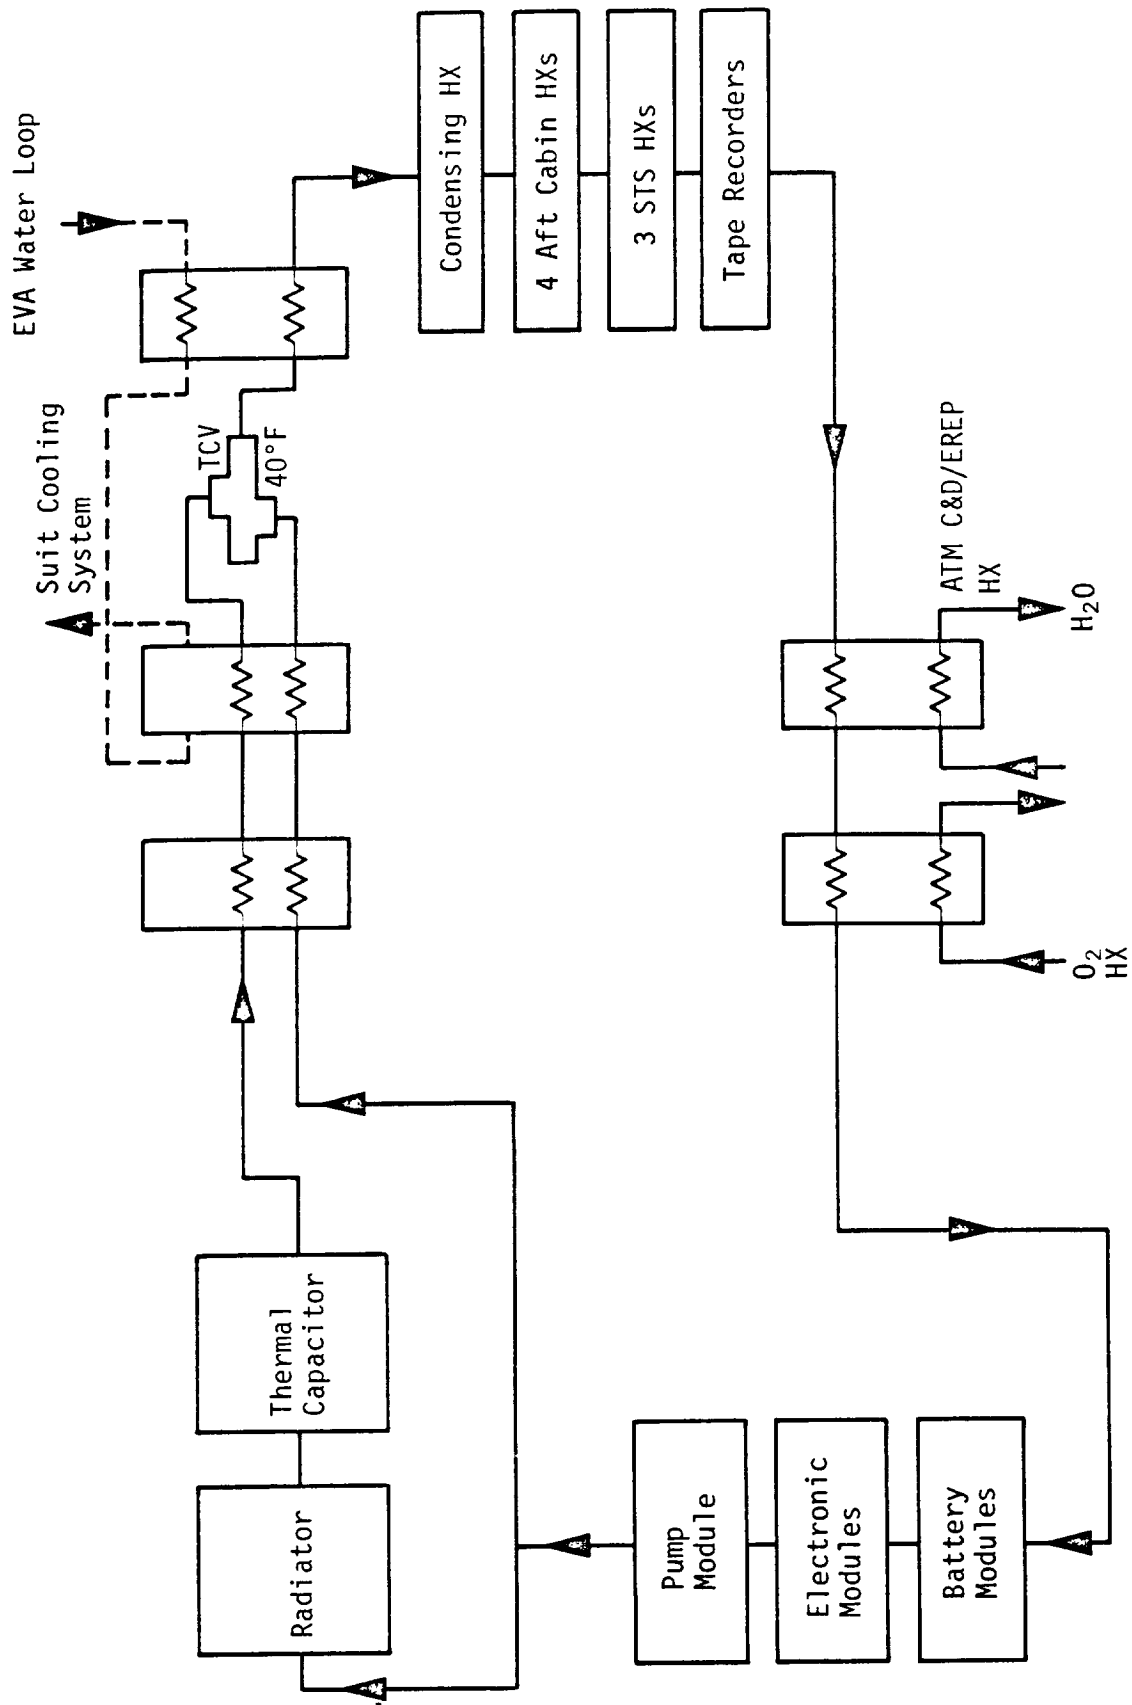 EVA Water Loop
Suit Cooling
System
TCV
40°F
Condensing HX
4 Aft Cabin HXs
3 STS HXs
Tape Recorders
Thermal
Capacitor
Radiator
ATM C&D/EREP
HX
H₂O
O₂
HX
Pump
Module
Electronic
Modules
Battery
Modules